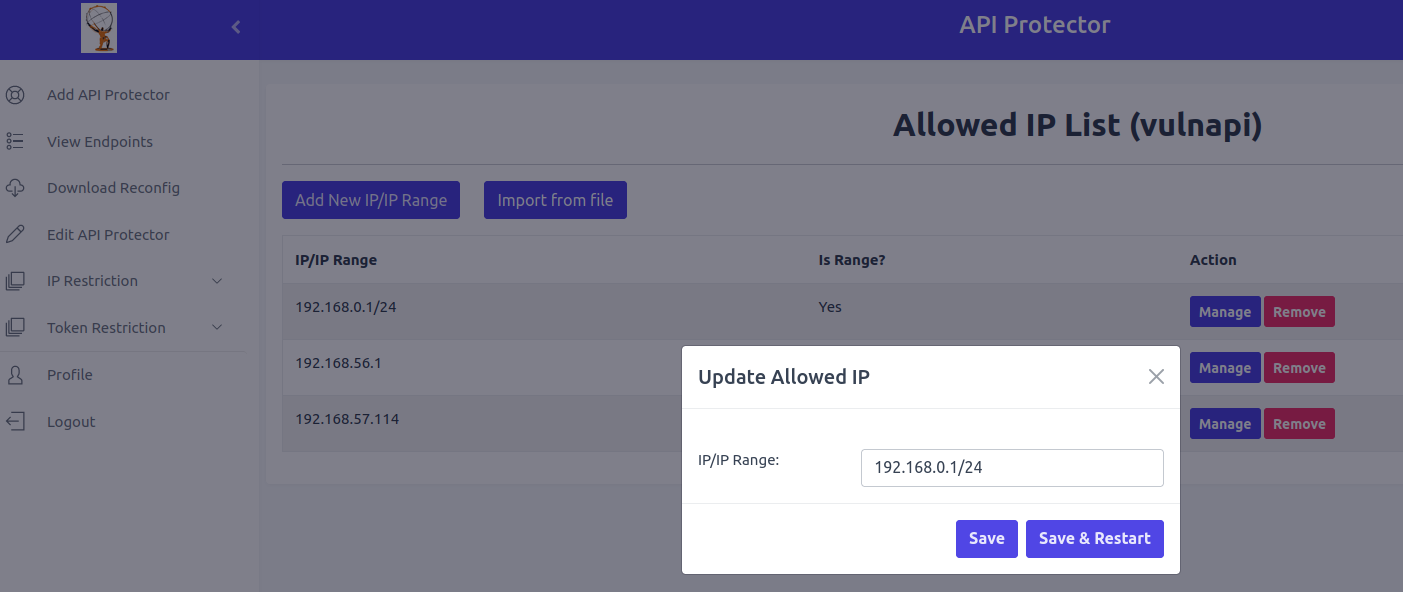 API Protector
Add API Protector
View Endpoints
Download Reconfig
Edit API Protector
IP Restriction
Token Restriction
Profile
Logout
Allowed IP List (vulnapi)
Add New IP/IP Range Import from file
IP/IP Range Is Range? Action
192.168.0.1/24 Yes Manage Remove
192.168.56.1 Manage Remove
192.168.57.114 Manage Remove
Update Allowed IP
IP/IP Range: 192.168.0.1/24
Save Save & Restart